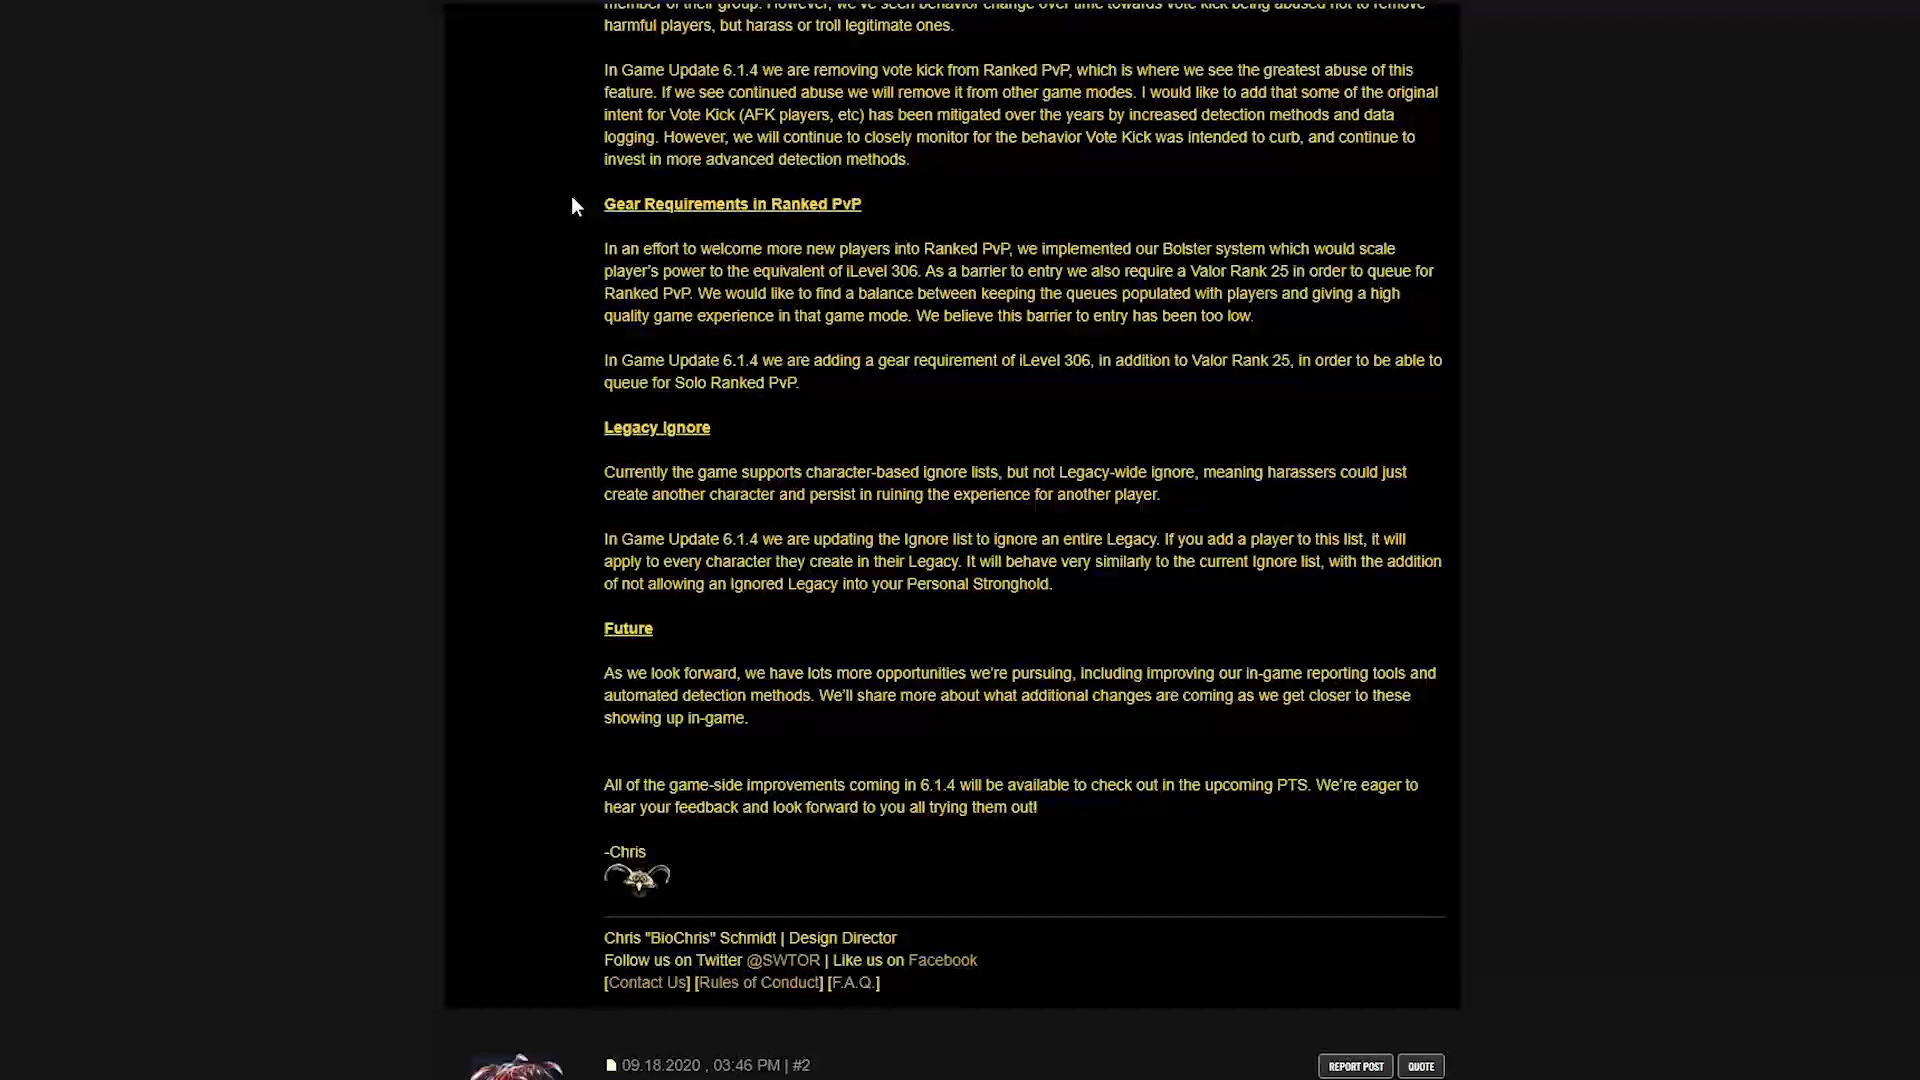 member of their group. However, we've seen behavior change over time towards vote kick being abused not to remove
harmful players, but harass or troll legitimate ones.
In Game Update 6.1.4 we are removing vote kick from Ranked PvP, which is where we see the greatest abuse of this
feature. If we see continued abuse we will remove it from other game modes. I would like to add that some of the original
intent for Vote Kick (AFK players, etc) has been mitigated over the years by increased detection methods and data
logging. However, we will continue to closely monitor for the behavior Vote Kick was intended to curb, and continue to
invest in more advanced detection methods.
Gear Requirements in Ranked PvP
In an effort to welcome more new players into Ranked PvP, we implemented our Bolster system which would scale
player's power to the equivalent of iLevel 306. As a barrier to entry we also require a Valor Rank 25 in order to queue for
Ranked PvP. We would like to find a balance between keeping the queues populated with players and giving a high
quality game experience in that game mode. We believe this barrier to entry has been too low.
In Game Update 6.1.4 we are adding a gear requirement of iLevel 306, in addition to Valor Rank 25, in order to be able to
queue for Solo Ranked PvP.
Legacy Ignore
Currently the game supports character-based ignore lists, but not Legacy-wide ignore, meaning harassers could just
create another character and persist in ruining the experience for another player.
In Game Update 6.1.4 we are updating the Ignore list to ignore an entire Legacy. If you add a player to this list, it will
apply to every character they create in their Legacy. It will behave very similarly to the current Ignore list, with the addition
of not allowing an Ignored Legacy into your Personal Stronghold.
Future
As we look forward, we have lots more opportunities we're pursuing, including improving our in-game reporting tools and
automated detection methods. We'll share more about what additional changes are coming as we get closer to these
showing up in-game.
All of the game-side improvements coming in 6.1.4 will be available to check out in the upcoming PTS. We're eager to
hear your feedback and look forward to you all trying them out!
-Chris
Chris "BioChris" Schmidt | Design Director
Follow us on Twitter @SWTOR | Like us on Facebook
[Contact Us] [Rules of Conduct] [F.A.Q.]
09.18.2020 , 03:46 PM | #2
REPORT POST QUOTE